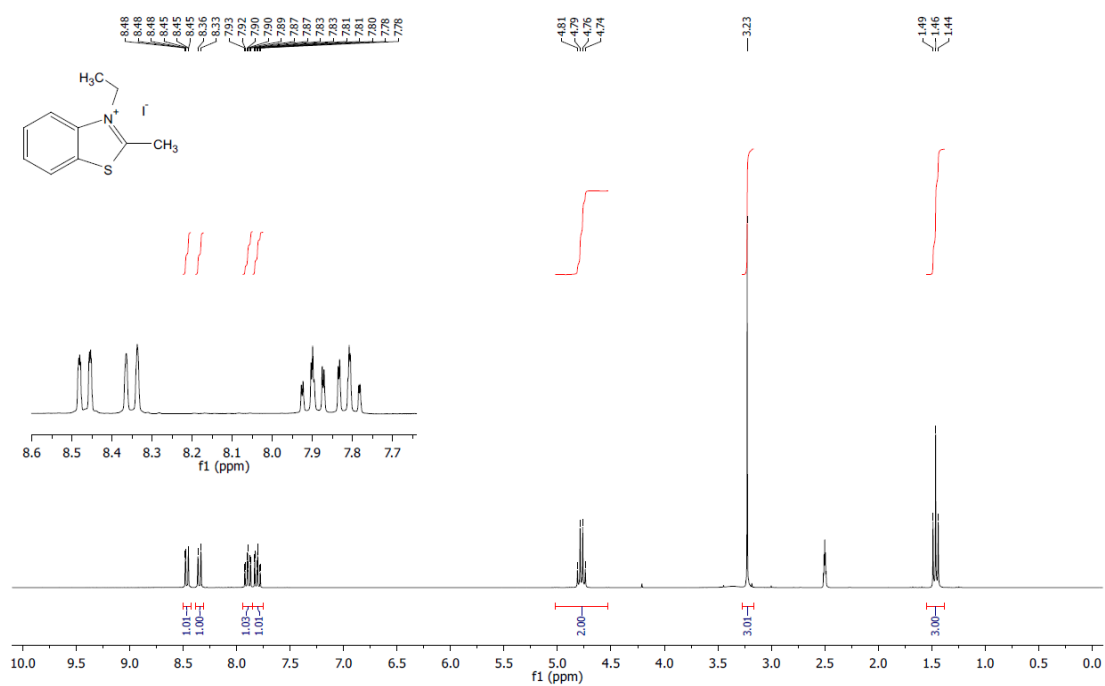 8.48 8.48 8.48 8.45 8.45 8.45 8.36 8.33 7.93 7.92 7.90 7.90 7.89 7.87 7.87 7.83 7.83 7.81 7.81 7.80 7.78 7.78 4.81 4.79 4.76 4.74 3.23 1.49 1.46 1.44
H3C
N+
I-
CH3
S
8.6 8.5 8.4 8.3 8.2 8.1 8.0 7.9 7.8 7.7
f1 (ppm)
1.01 1.00 1.03 1.01 2.00 3.01 3.00
10.0 9.5 9.0 8.5 8.0 7.5 7.0 6.5 6.0 5.5 5.0 4.5 4.0 3.5 3.0 2.5 2.0 1.5 1.0 0.5 0.0
f1 (ppm)